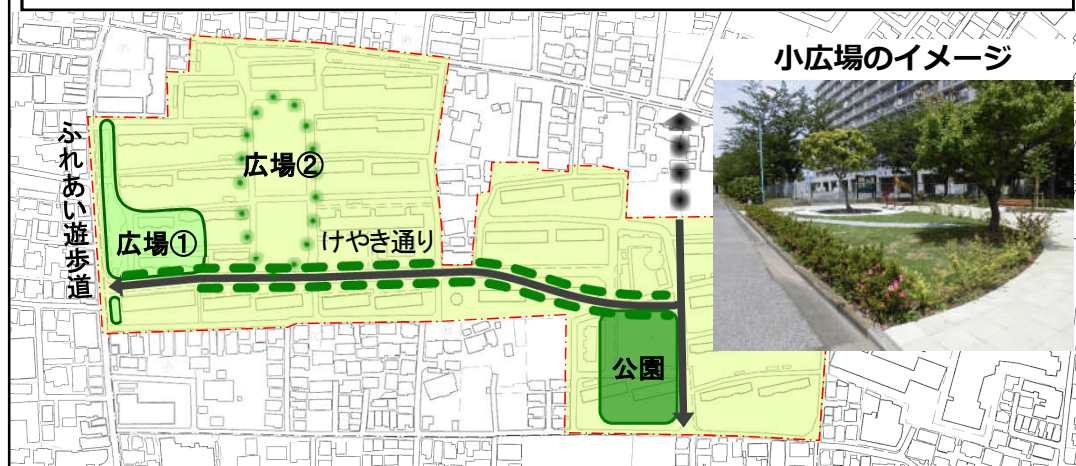 小広場のイメージ
ふれあい遊歩道
広場②
広場①
けやき通り
公園